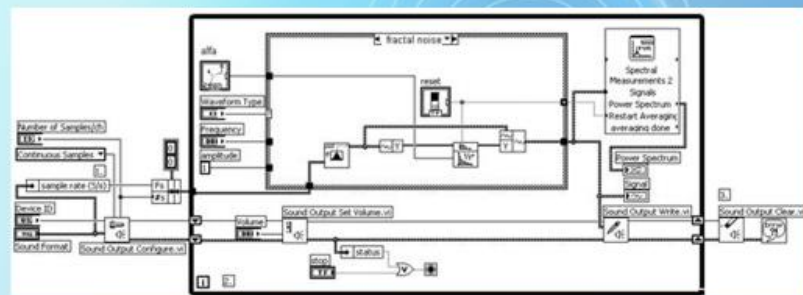 fractal noise
alfa
reset
Waveform Type
Frequency
amplitude
Spectral
Measurements 2
Signals
Power Spectrum
Restart Averaging
averaging done
Number of Samples/ch
Continuous Samples
sample rate (S/s)
Fs
#s
Power Spectrum
Signal
Device ID
Sound Format
Sound Output Configure.vi
Volume
Sound Output Set Volume.vi
Sound Output Write.vi
Sound Output Clear.vi
status
stop
i